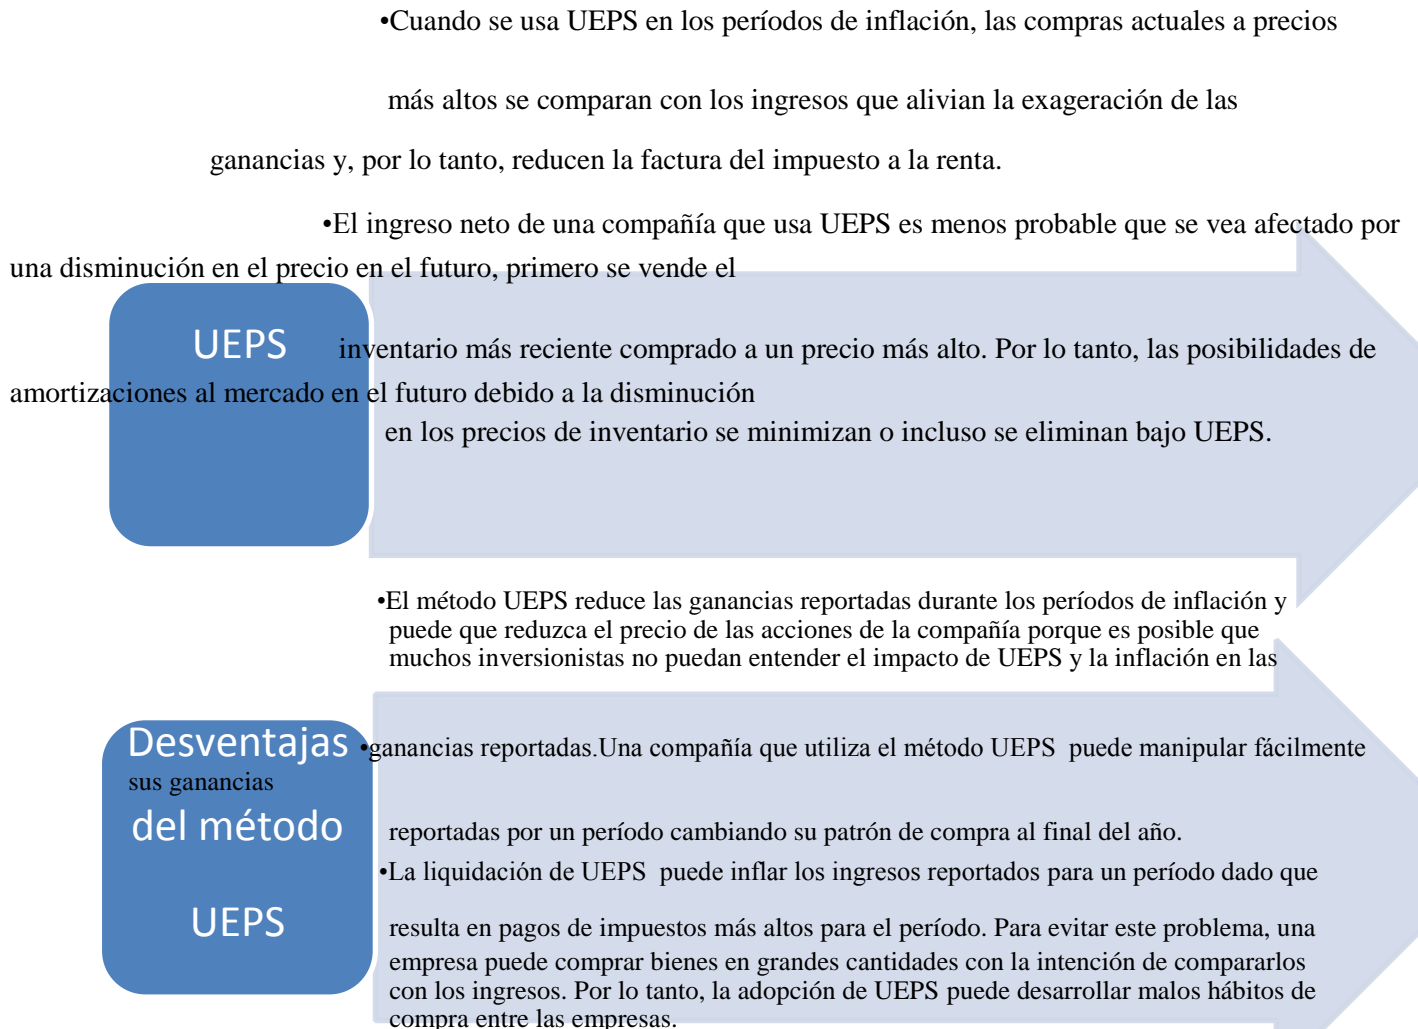 •Cuando se usa UEPS en los períodos de inflación, las compras actuales a precios
más altos se comparan con los ingresos que alivian la exageración de las
ganancias y, por lo tanto, reducen la factura del impuesto a la renta.
•El ingreso neto de una compañía que usa UEPS es menos probable que se vea afectado por
una disminución en el precio en el futuro, primero se vende el
UEPS inventario más reciente comprado a un precio más alto. Por lo tanto, las posibilidades de
amortizaciones al mercado en el futuro debido a la disminución
en los precios de inventario se minimizan o incluso se eliminan bajo UEPS.
•El método UEPS reduce las ganancias reportadas durante los períodos de inflación y
puede que reduzca el precio de las acciones de la compañía porque es posible que
muchos inversionistas no puedan entender el impacto de UEPS y la inflación en las
Desventajas •ganancias reportadas.Una compañía que utiliza el método UEPS puede manipular fácilmente
sus ganancias
del método reportadas por un período cambiando su patrón de compra al final del año.
•La liquidación de UEPS puede inflar los ingresos reportados para un período dado que
UEPS resulta en pagos de impuestos más altos para el período. Para evitar este problema, una
empresa puede comprar bienes en grandes cantidades con la intención de compararlos
con los ingresos. Por lo tanto, la adopción de UEPS puede desarrollar malos hábitos de
compra entre las empresas.